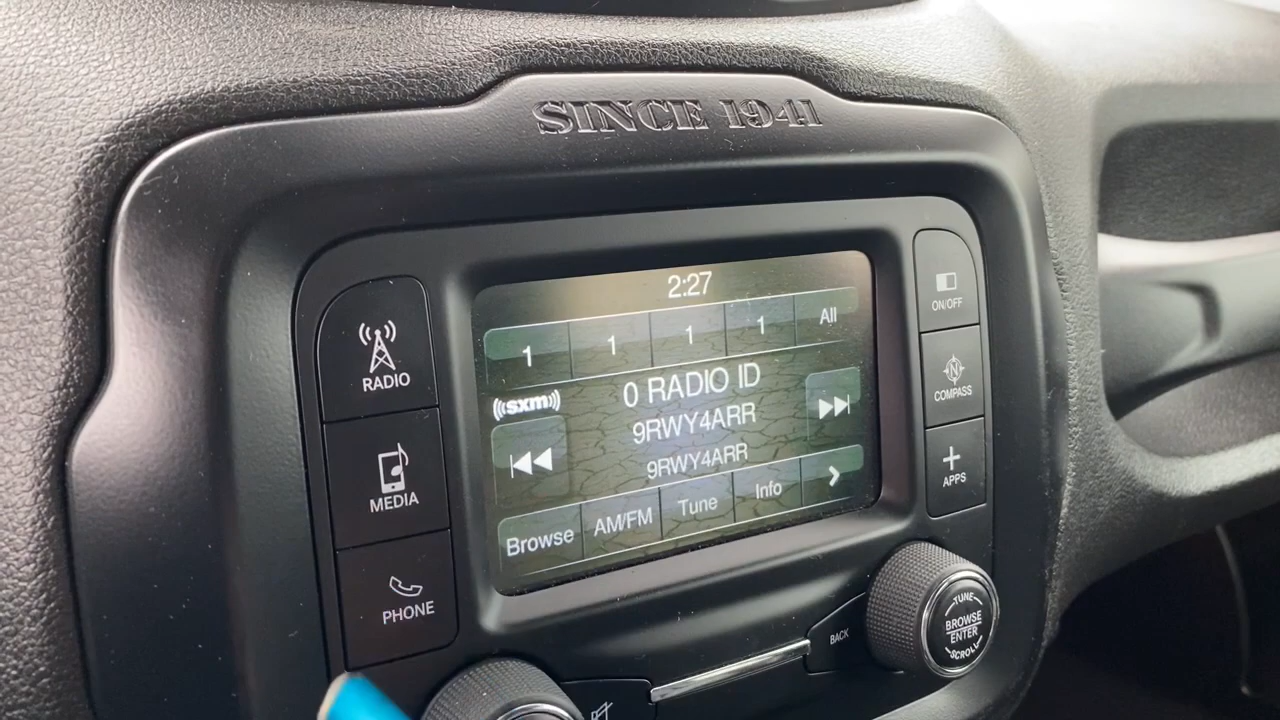 SINCE 1941
2:27
1 1 1 1 All
((sxm))
0 RADIO ID
9RWY4ARR
9RWY4ARR
Browse AM/FM Tune Info
RADIO
MEDIA
PHONE
ON/OFF
N
COMPASS
APPS
BACK
TUNE
BROWSE
ENTER
SCROLL